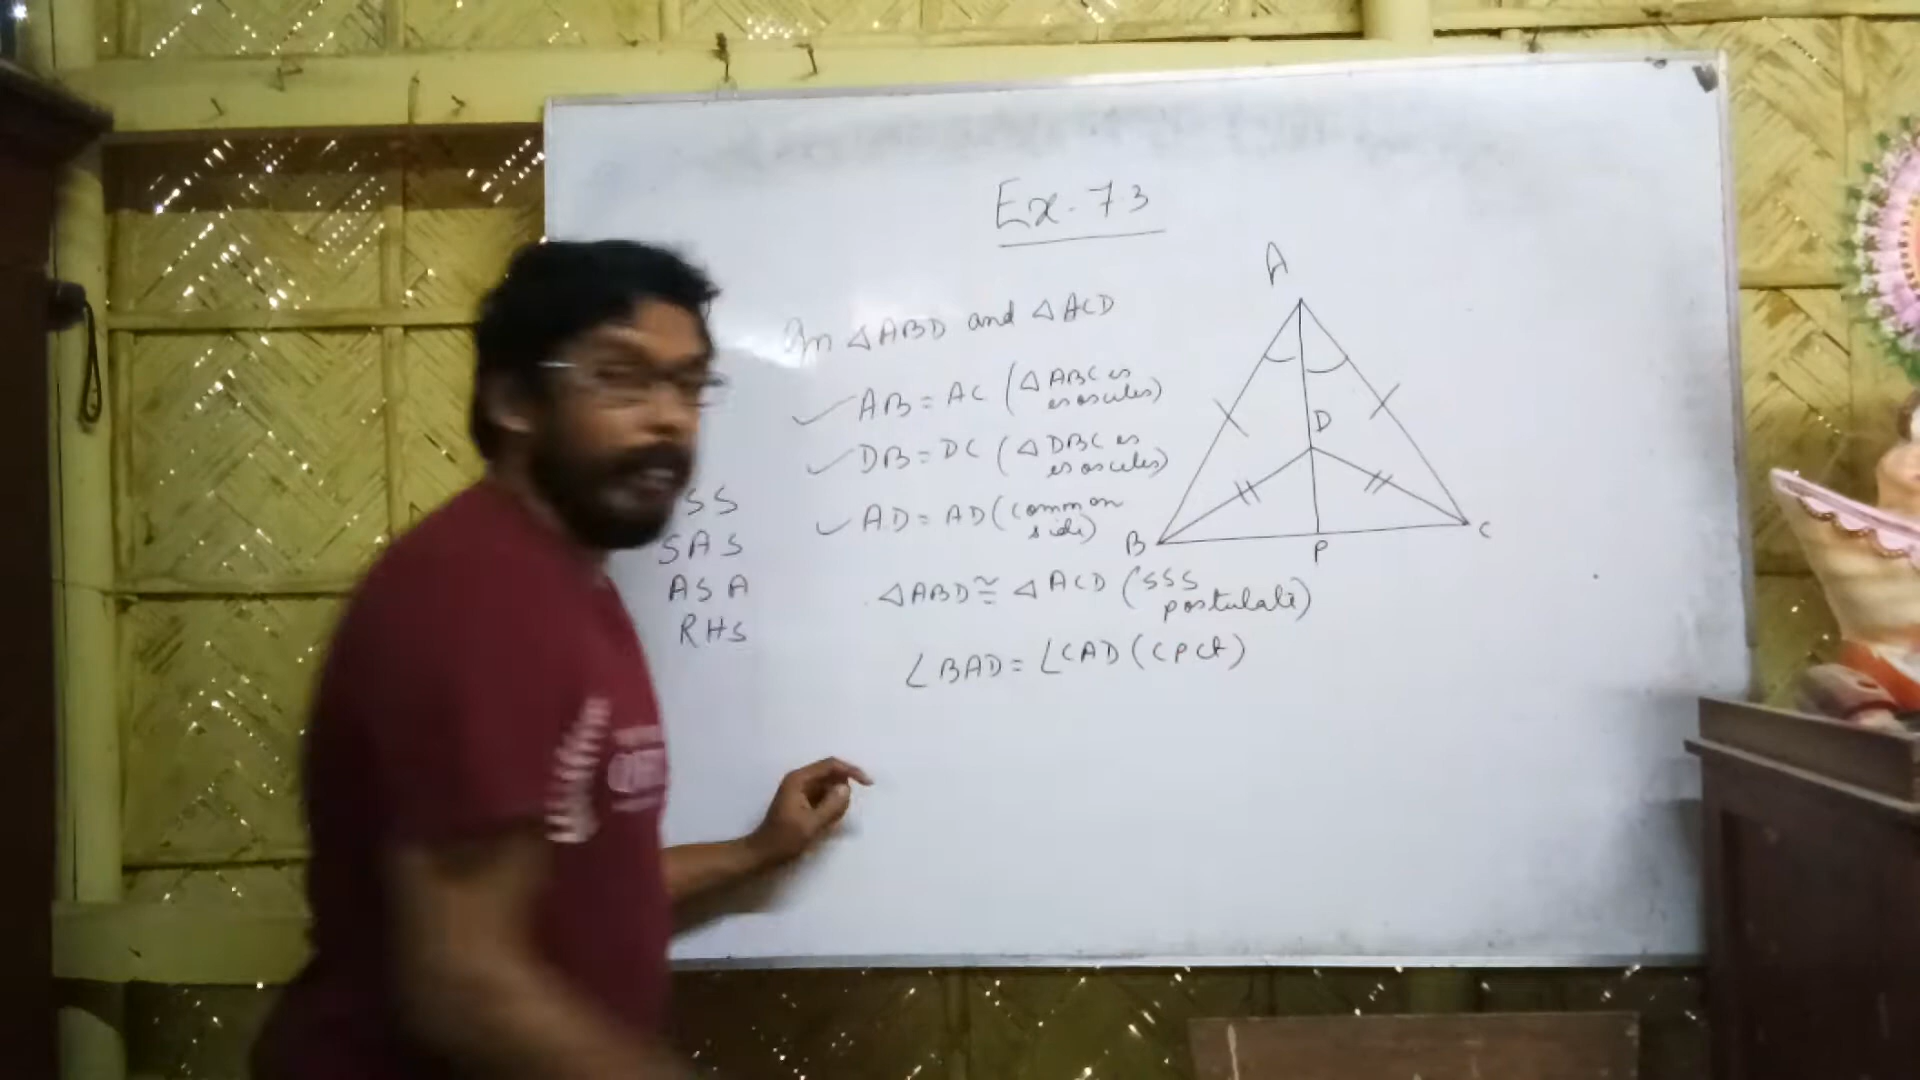 Ex. 7.3
In △ABD and △ACD
AB = AC (△ABC is isosceles)
DB = DC (△DBC is isosceles)
AD = AD (common side)
△ABD ≅ △ACD (SSS postulate)
∠BAD = ∠CAD (CPCt)
SS
SAS
ASA
RHS
A
D
B
P
C